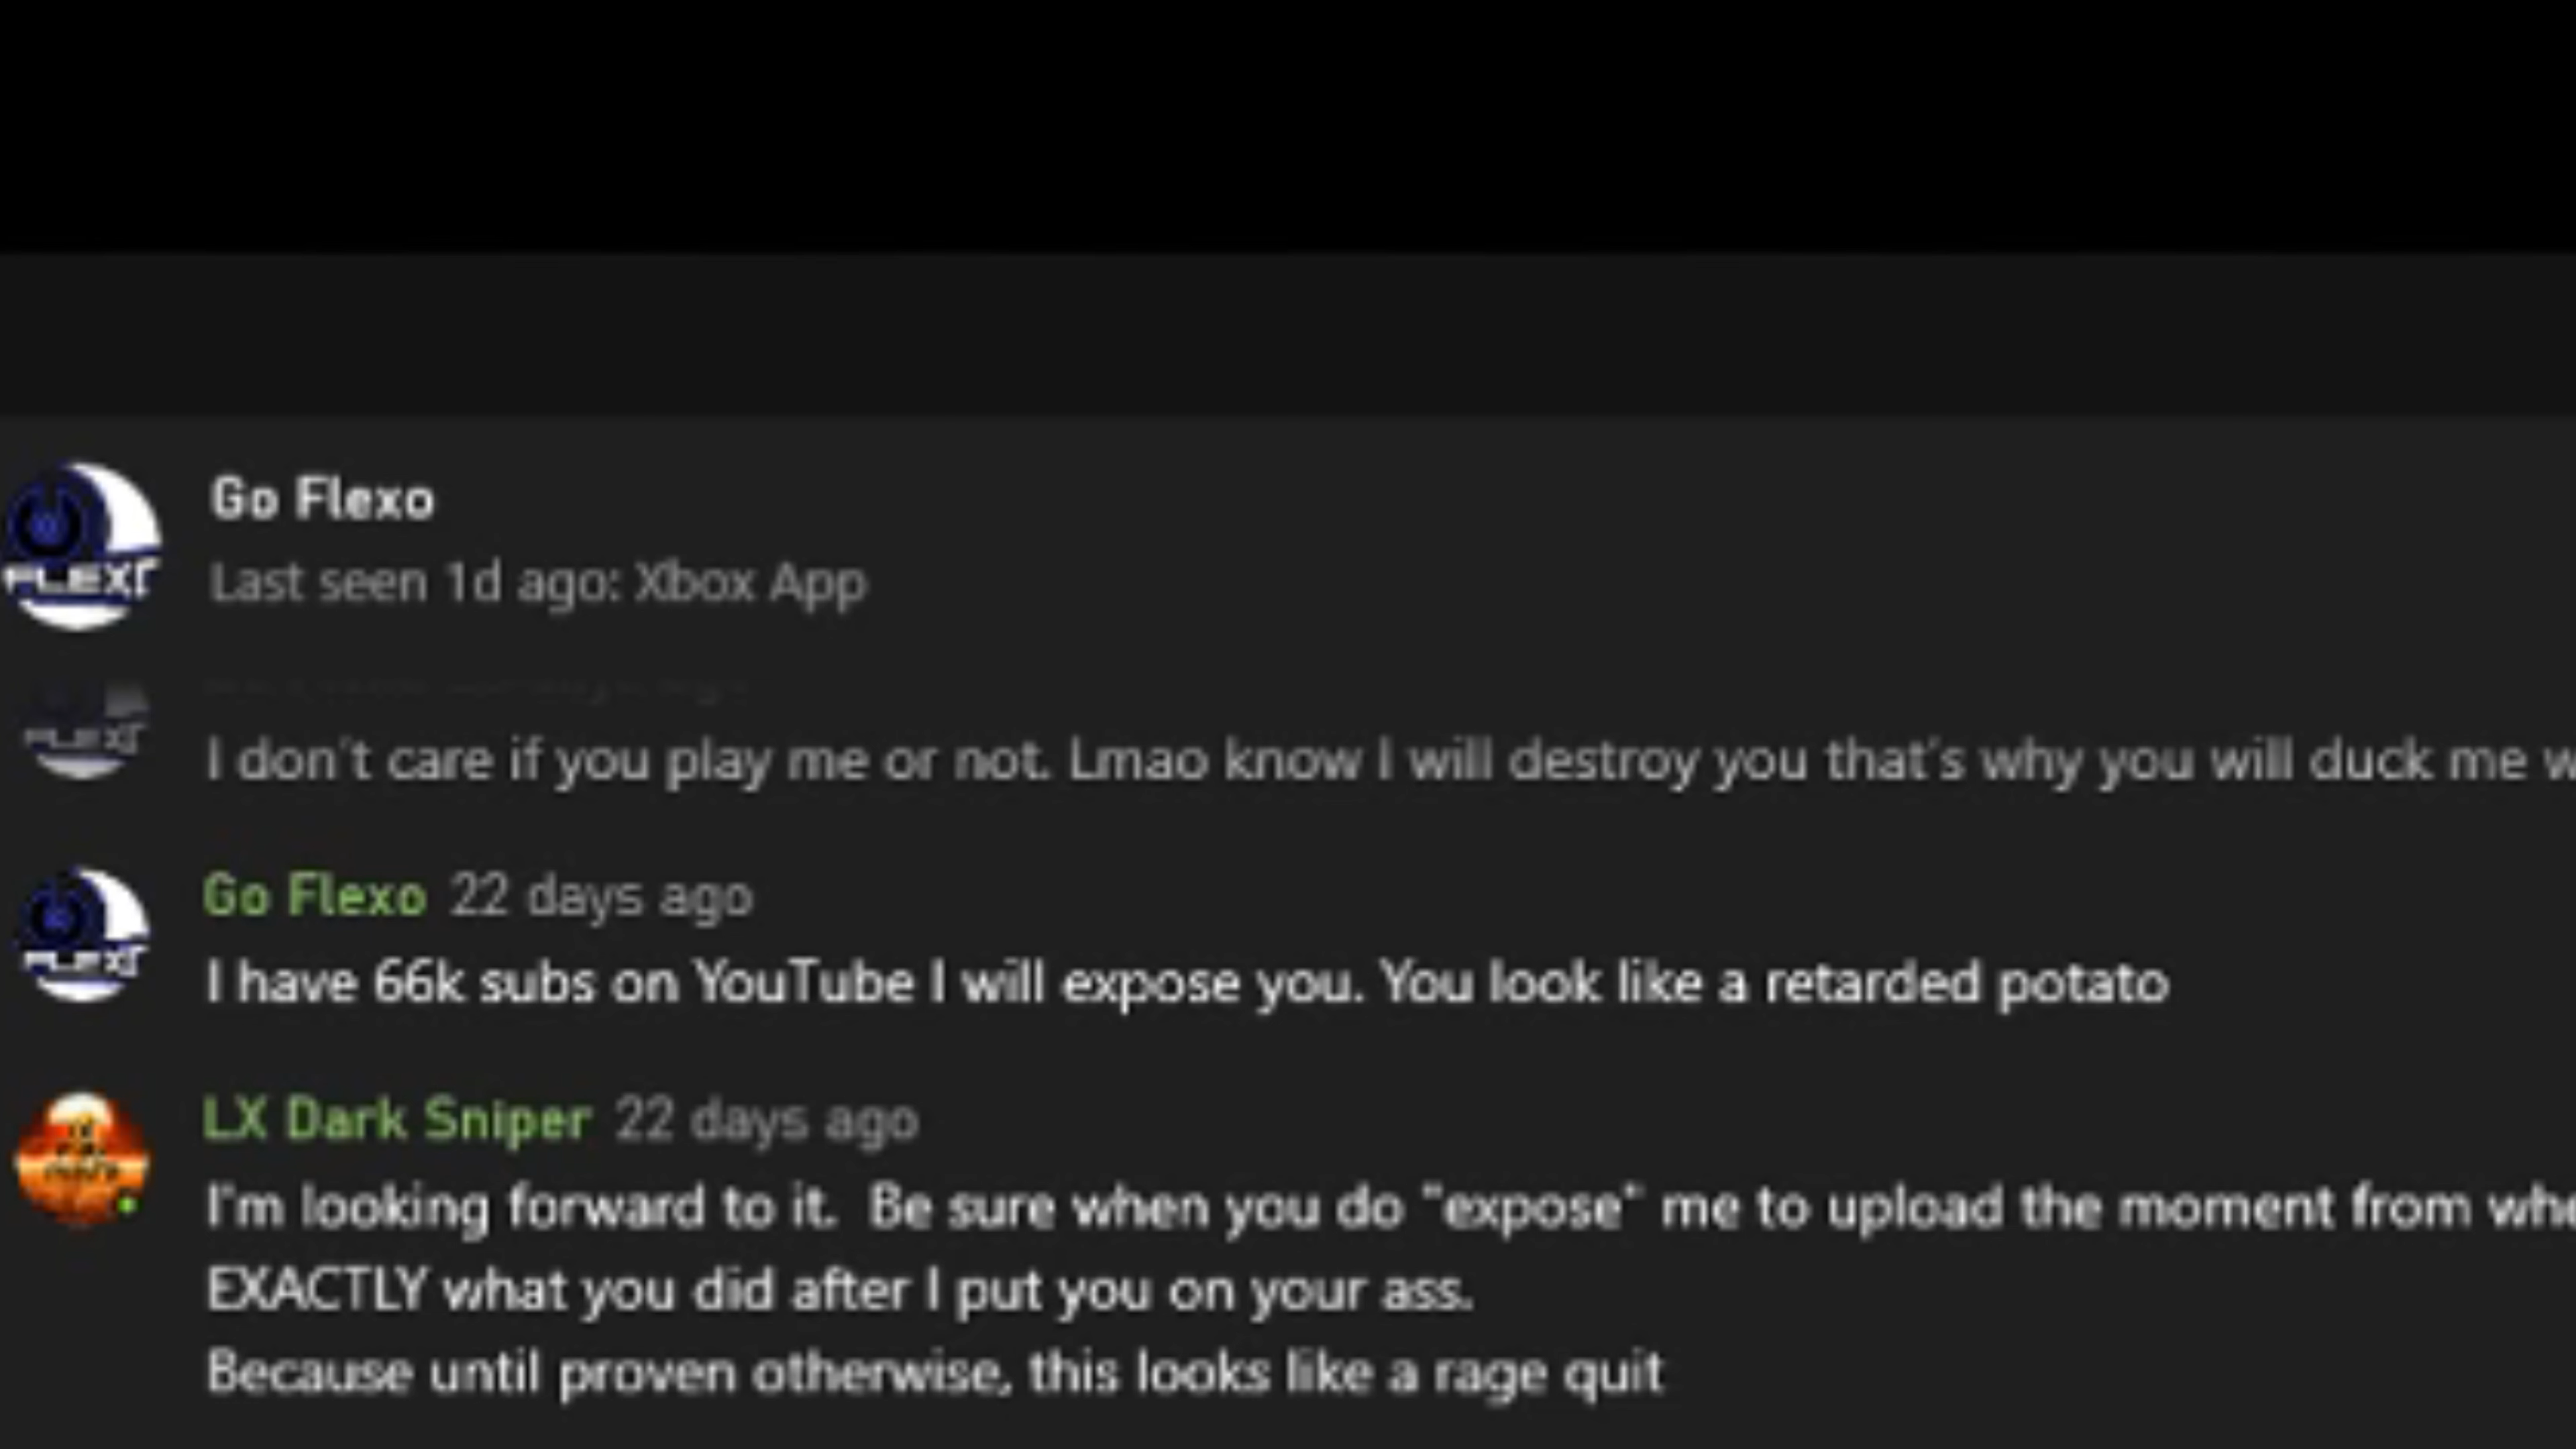 Go Flexo
Last seen 1d ago: Xbox App
I don't care if you play me or not. Lmao know I will destroy you that's why you will duck me
Go Flexo 22 days ago
I have 66k subs on YouTube I will expose you. You look like a retarded potato
LX Dark Sniper 22 days ago
I'm looking forward to it. Be sure when you do "expose" me to upload the moment from
EXACTLY what you did after I put you on your ass.
Because until proven otherwise, this looks like a rage quit